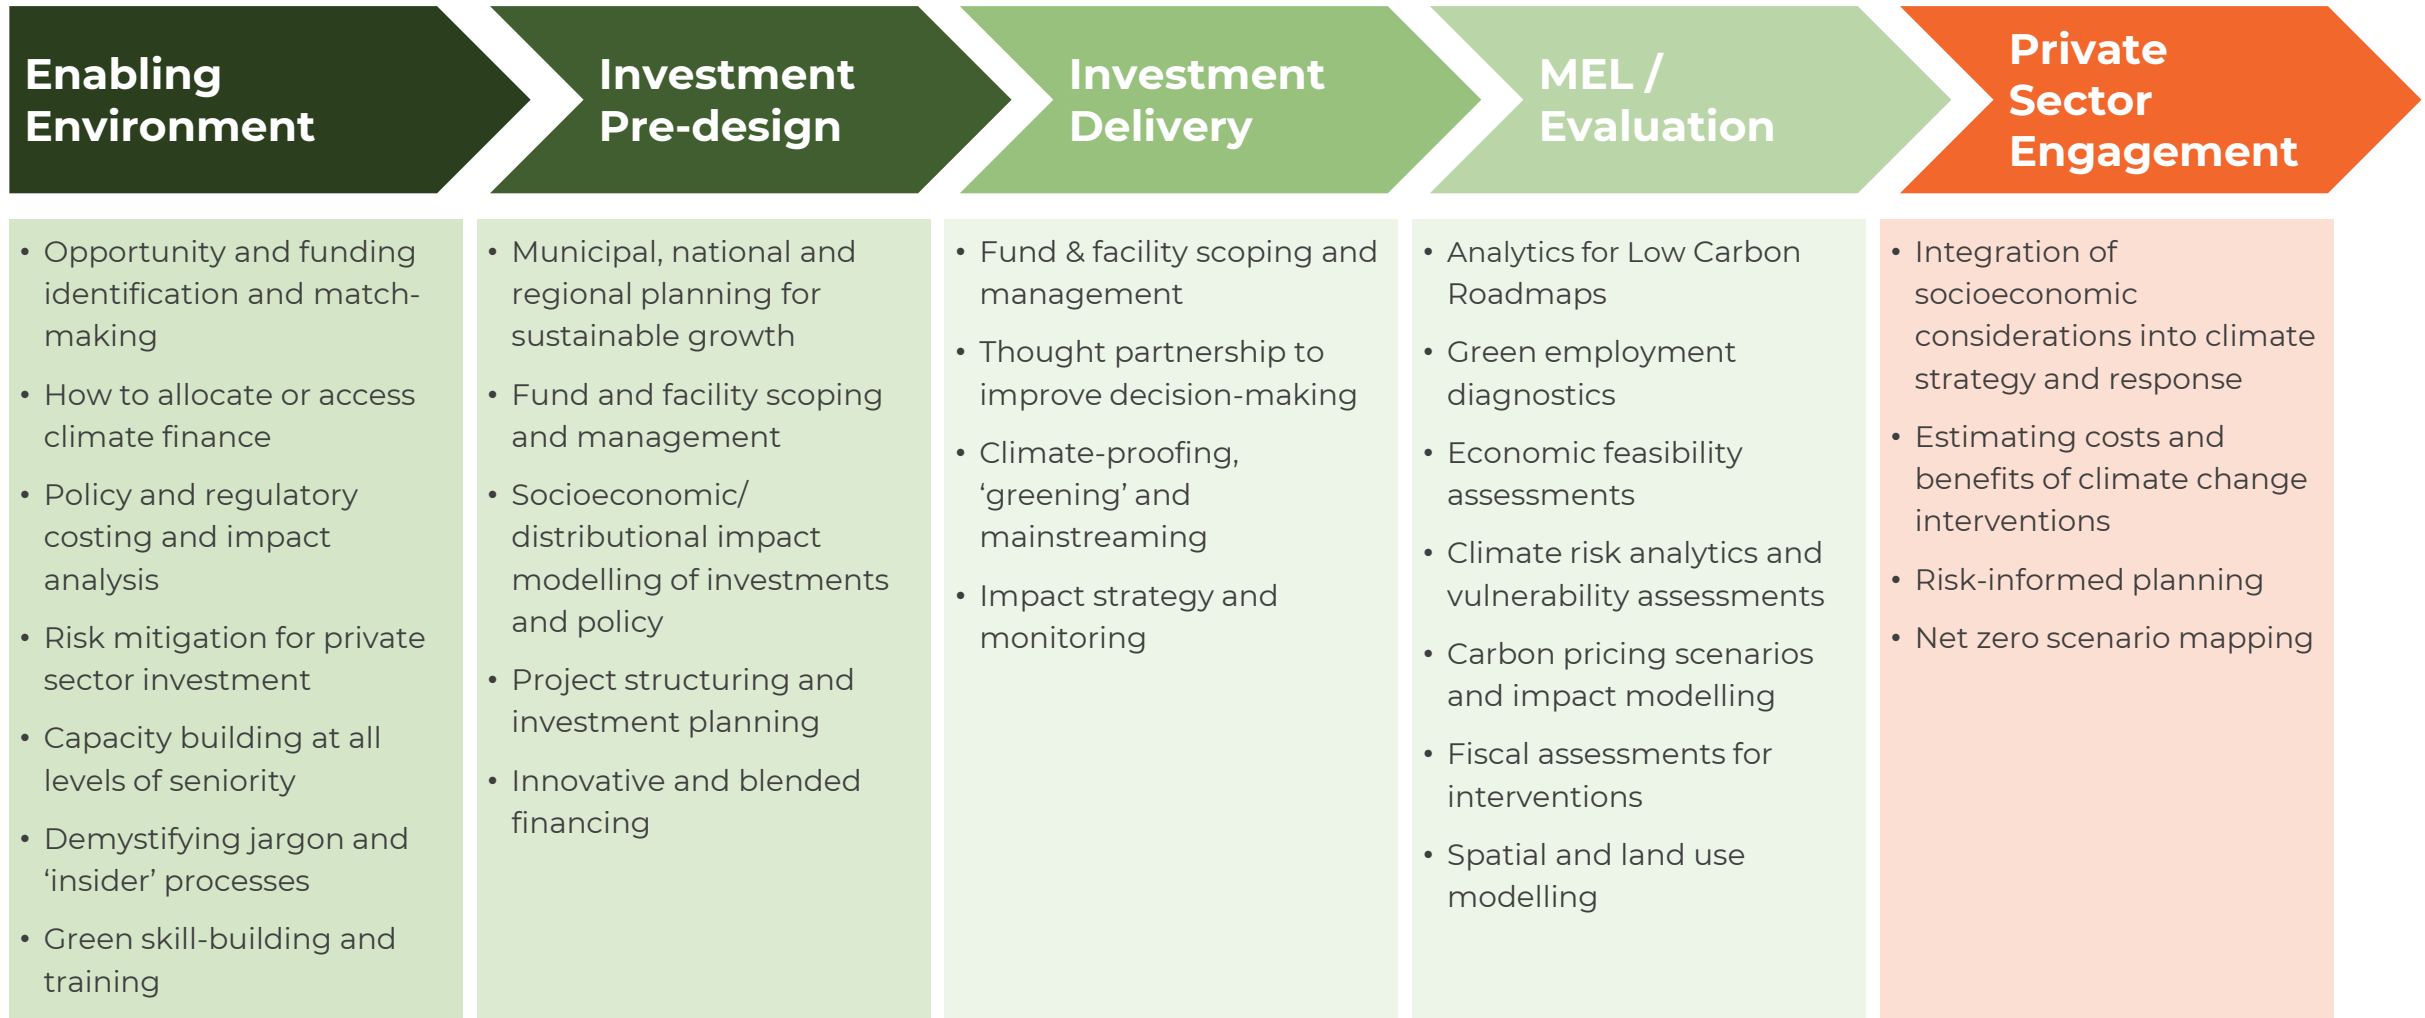 Enabling
Environment
Investment
Pre-design
Investment
Delivery
MEL /
Evaluation
Private
Sector
Engagement
• Opportunity and funding
identification and match-
making
• How to allocate or access
climate finance
• Policy and regulatory
costing and impact
analysis
• Risk mitigation for private
sector investment
• Capacity building at all
levels of seniority
• Demystifying jargon and
‘insider’ processes
• Green skill-building and
training
• Municipal, national and
regional planning for
sustainable growth
• Fund and facility scoping
and management
• Socioeconomic/
distributional impact
modelling of investments
and policy
• Project structuring and
investment planning
• Innovative and blended
financing
• Fund & facility scoping and
management
• Thought partnership to
improve decision-making
• Climate-proofing,
‘greening’ and
mainstreaming
• Impact strategy and
monitoring
• Analytics for Low Carbon
Roadmaps
• Green employment
diagnostics
• Economic feasibility
assessments
• Climate risk analytics and
vulnerability assessments
• Carbon pricing scenarios
and impact modelling
• Fiscal assessments for
interventions
• Spatial and land use
modelling
• Integration of
socioeconomic
considerations into climate
strategy and response
• Estimating costs and
benefits of climate change
interventions
• Risk-informed planning
• Net zero scenario mapping